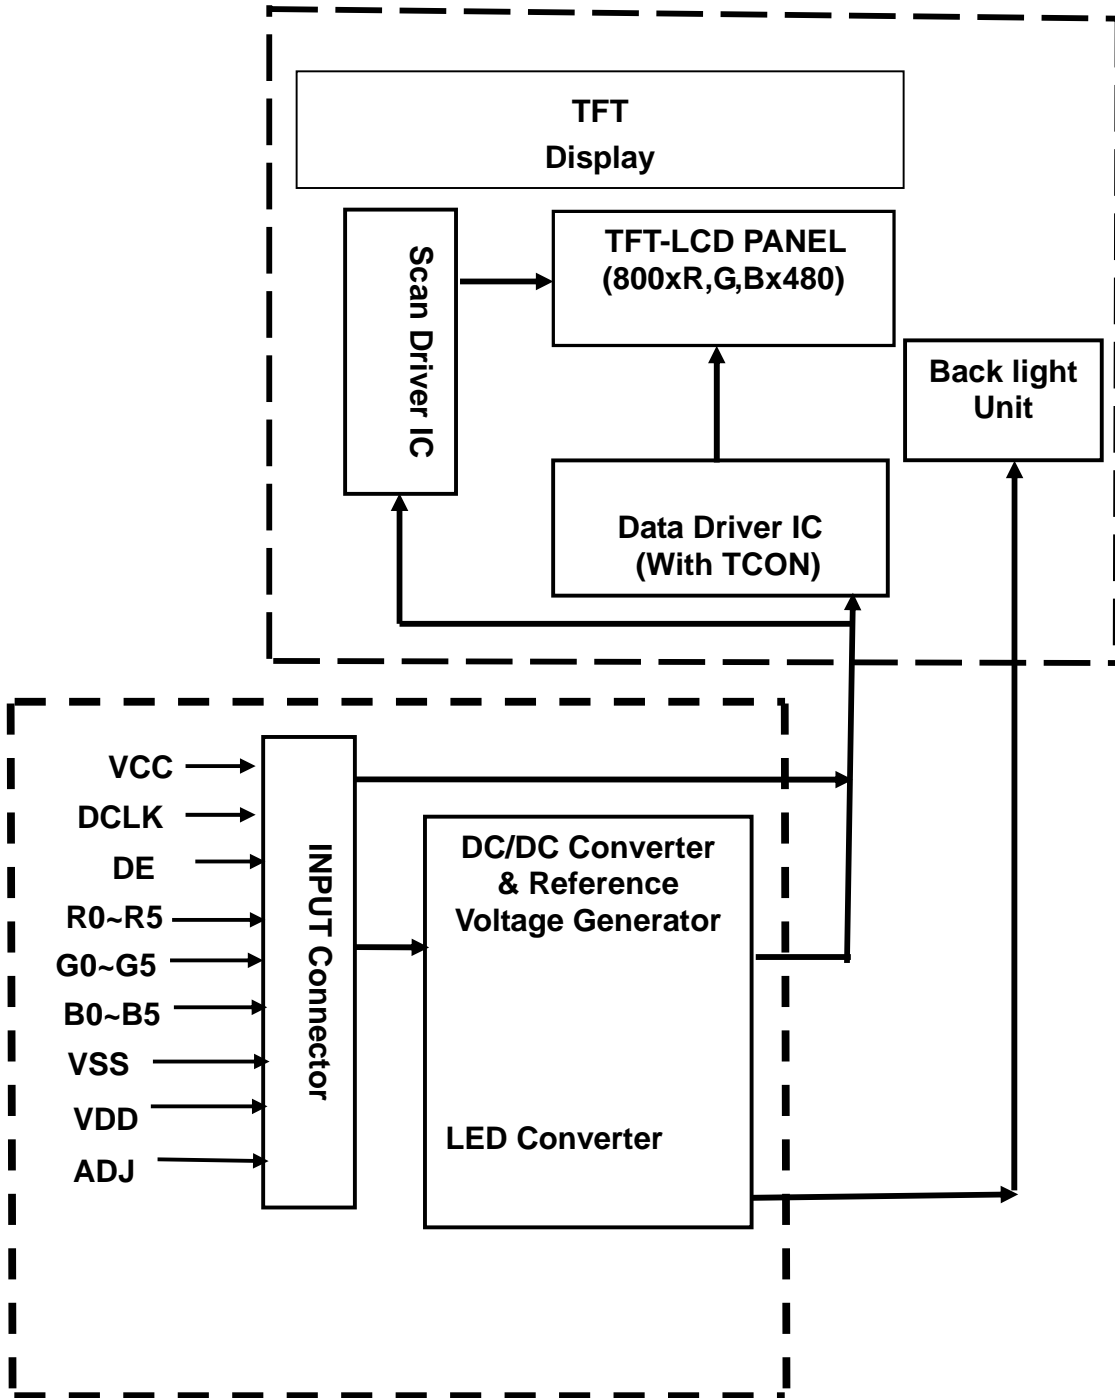 TFT
Display
Scan Driver IC
TFT-LCD PANEL
(800xR,G,Bx480)
Back light
Unit
Data Driver IC
(With TCON)
VCC
DCLK
DE
R0~R5
G0~G5
B0~B5
VSS
VDD
ADJ
INPUT Connector
DC/DC Converter
& Reference
Voltage Generator
LED Converter